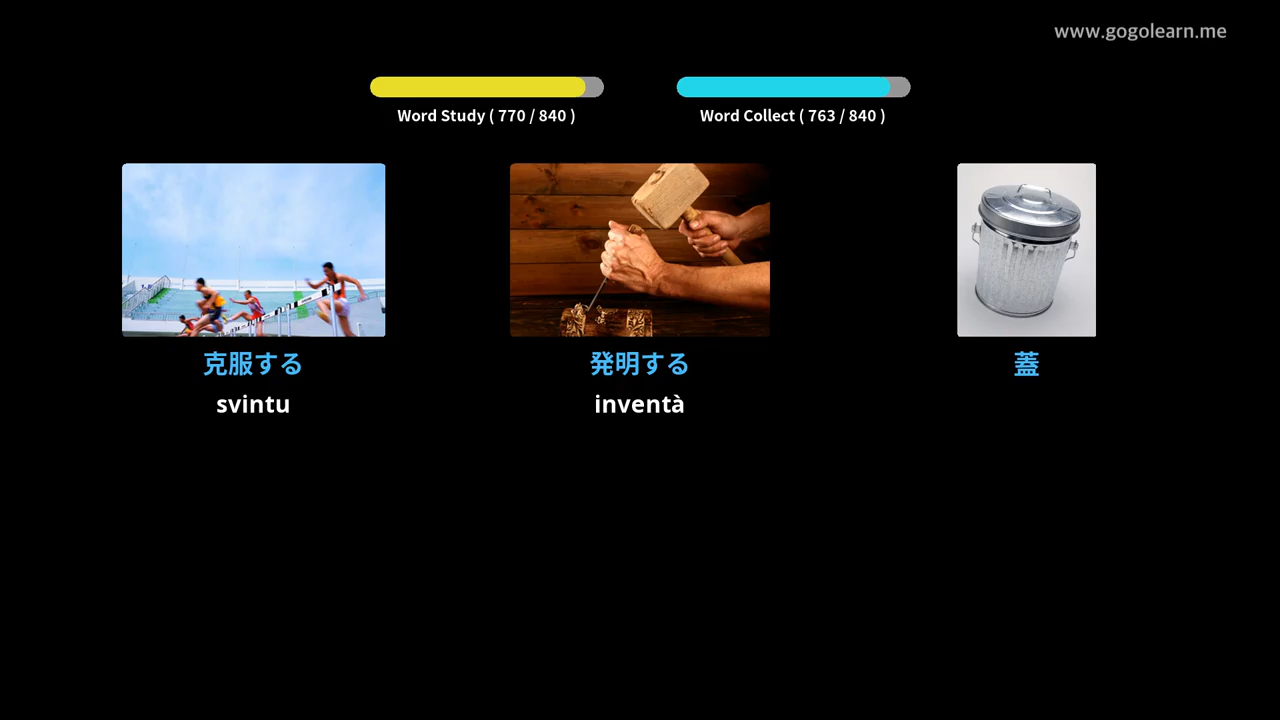 www.gogolearn.me
Word Study ( 770 / 840 )
Word Collect ( 763 / 840 )
克服する
svintu
発明する
inventà
蓋